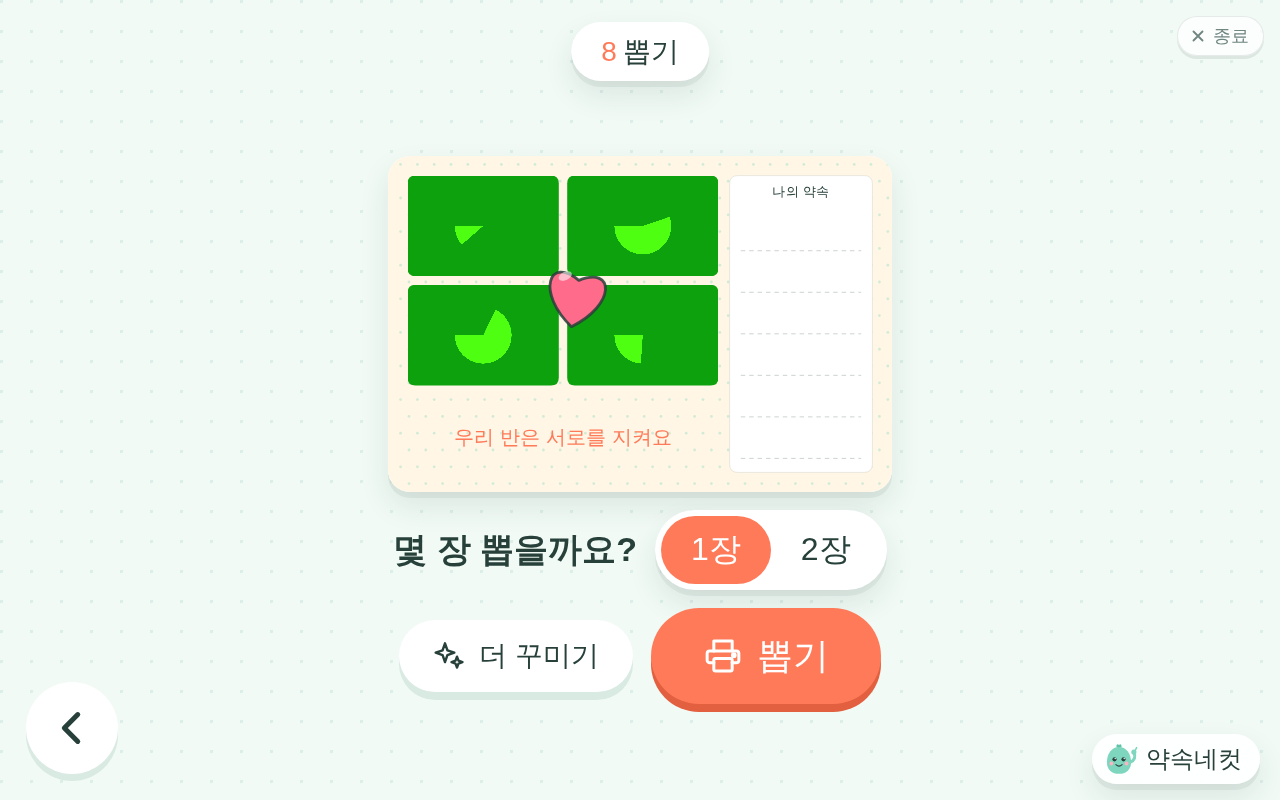 8 뽑기
종료
나의 약속
우리 반은 서로를 지켜요
몇 장 뽑을까요?
1장
2장
더 꾸미기
뽑기
약속네컷